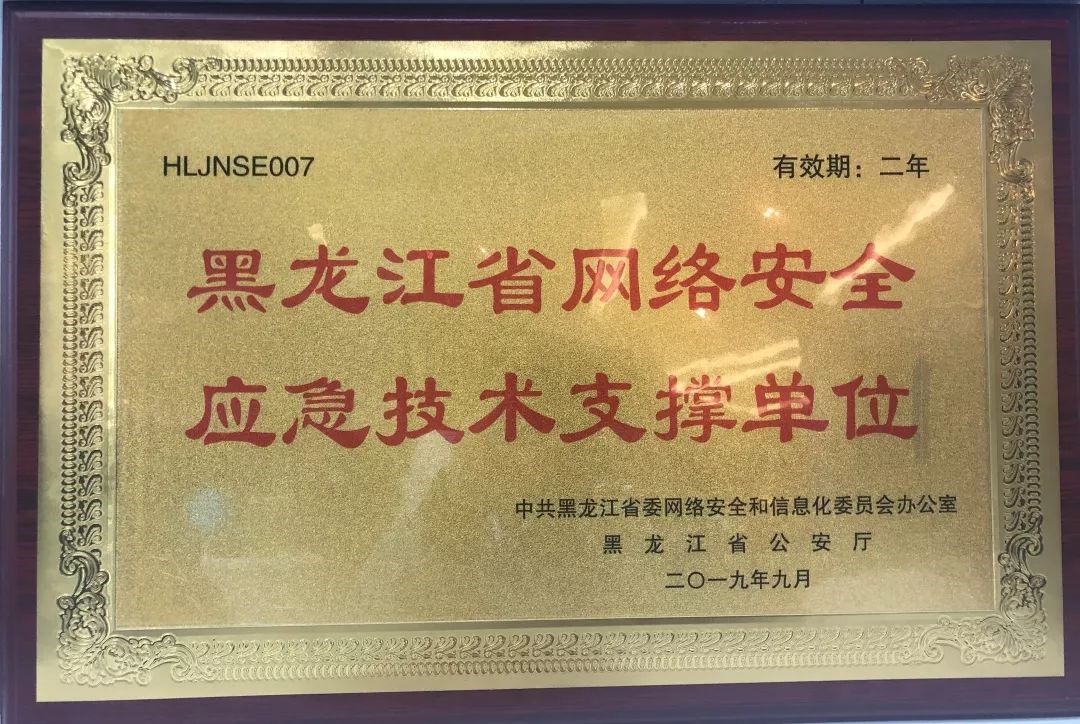 HLJNSE007 有效期：二年
黑龙江省网络安全
应急技术支撑单位
中共黑龙江省委网络安全和信息化委员会办公室
黑龙江省公安厅
二〇一九年九月